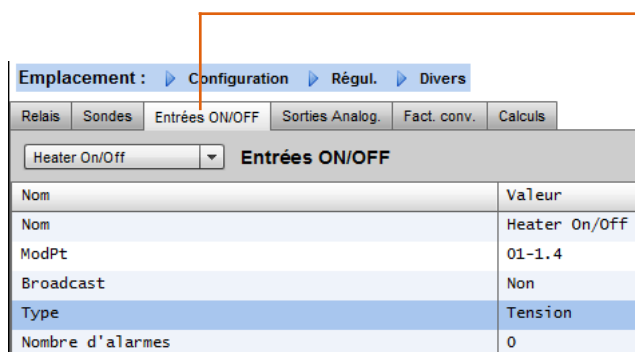 Emplacement : Configuration Régul. Divers
Relais Sondes Entrées ON/OFF Sorties Analog. Fact. conv. Calculs
Heater On/Off Entrées ON/OFF
Nom Valeur
Nom Heater On/Off
ModPt 01-1.4
Broadcast Non
Type Tension
Nombre d'alarmes 0